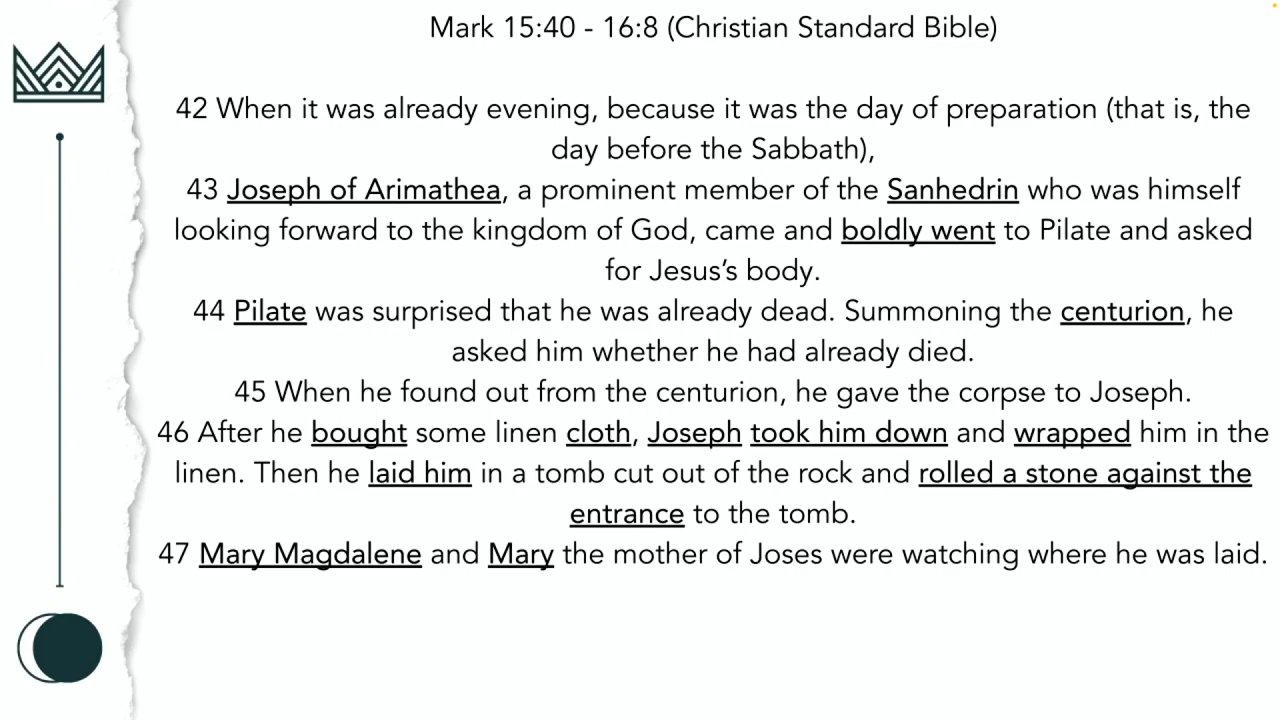 Mark 15:40 - 16:8 (Christian Standard Bible)
42 When it was already evening, because it was the day of preparation (that is, the
day before the Sabbath),
43 Joseph of Arimathea, a prominent member of the Sanhedrin who was himself
looking forward to the kingdom of God, came and boldly went to Pilate and asked
for Jesus’s body.
44 Pilate was surprised that he was already dead. Summoning the centurion, he
asked him whether he had already died.
45 When he found out from the centurion, he gave the corpse to Joseph.
46 After he bought some linen cloth, Joseph took him down and wrapped him in the
linen. Then he laid him in a tomb cut out of the rock and rolled a stone against the
entrance to the tomb.
47 Mary Magdalene and Mary the mother of Joses were watching where he was laid.